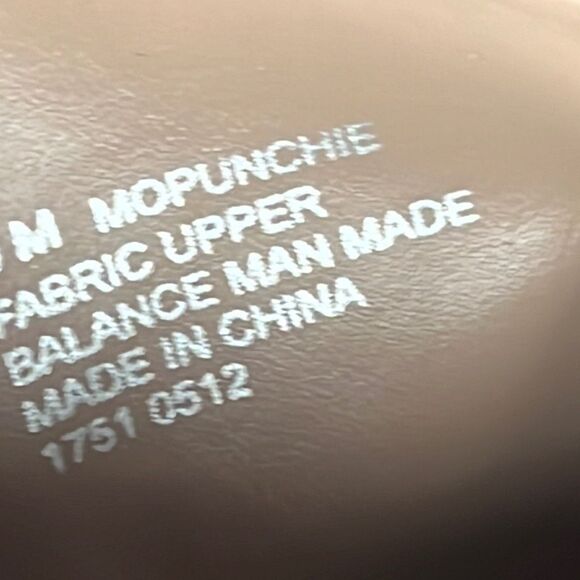 M MOPUNCHIE
FABRIC UPPER
BALANCE MAN MADE
MADE IN CHINA
1751 0512